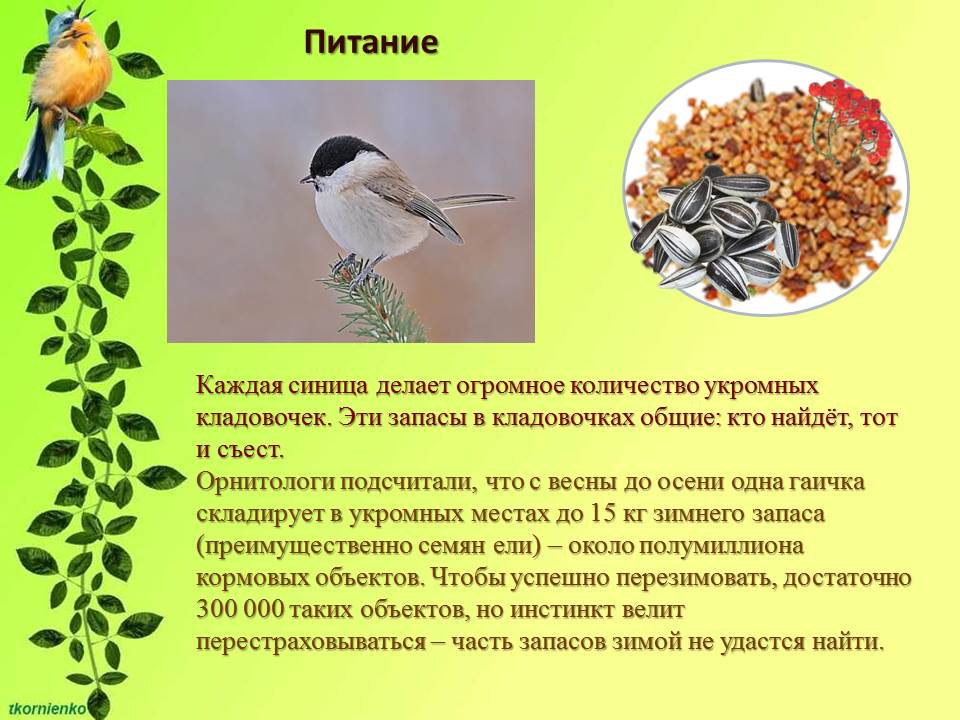 Питание
Каждая синица делает огромное количество укромных
кладовочек. Эти запасы в кладовочках общие: кто найдёт, тот
и съест.
Орнитологи подсчитали, что с весны до осени одна гаичка
складирует в укромных местах до 15 кг зимнего запаса
(преимущественно семян ели) – около полумиллиона
кормовых объектов. Чтобы успешно перезимовать, достаточно
300 000 таких объектов, но инстинкт велит
перестраховываться – часть запасов зимой не удастся найти.
tkornienko